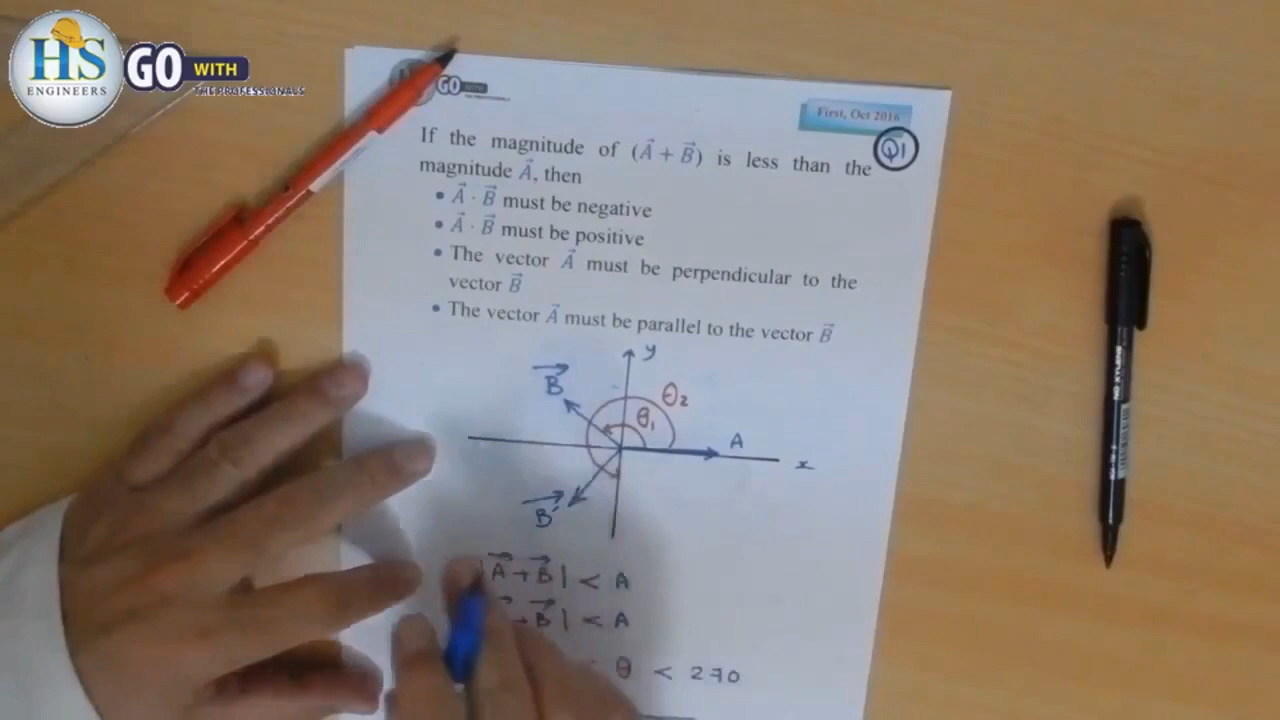 HS
ENGINEERS
GO WITH
THE PROFESSIONALS
GO
First, Oct 2016
Q1
If the magnitude of (A⃗ + B⃗) is less than the
magnitude A⃗, then
• A⃗ · B⃗ must be negative
• A⃗ · B⃗ must be positive
• The vector A⃗ must be perpendicular to the
vector B⃗
• The vector A⃗ must be parallel to the vector B⃗
y
B⃗
θ₂
θ₁
A
x
B⃗′
|A⃗ + B⃗| < A
+ B⃗| < A
θ < 270